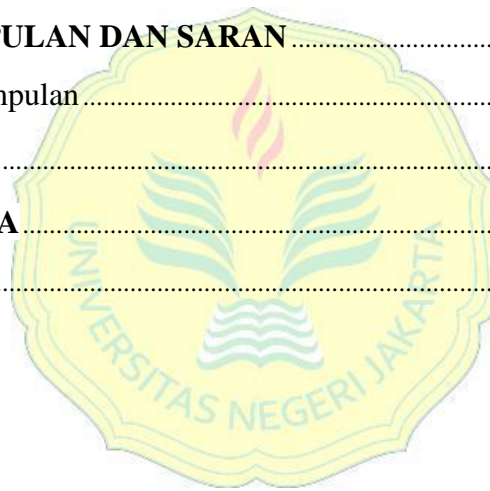 PULAN DAN SARAN........................................
npulan........................................................................
....................................................................................
A................................................................................
....................................................................................
UNIVERSITAS NEGERI JAKARTA